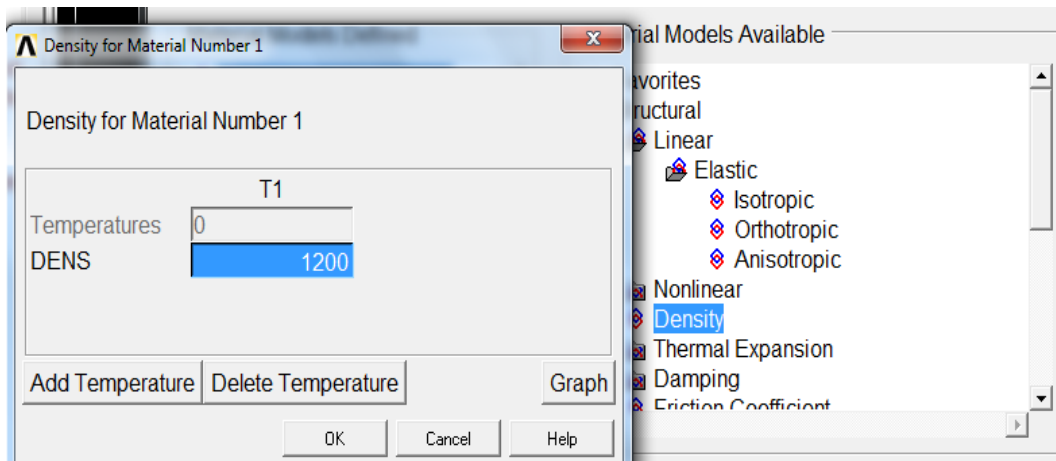 Density for Material Number 1
rial Models Available
Density for Material Number 1
T1
Temperatures 0
DENS 1200
Add Temperature Delete Temperature Graph
OK Cancel Help
avorites
ructural
Linear
Elastic
Isotropic
Orthotropic
Anisotropic
Nonlinear
Density
Thermal Expansion
Damping
Friction Coefficient